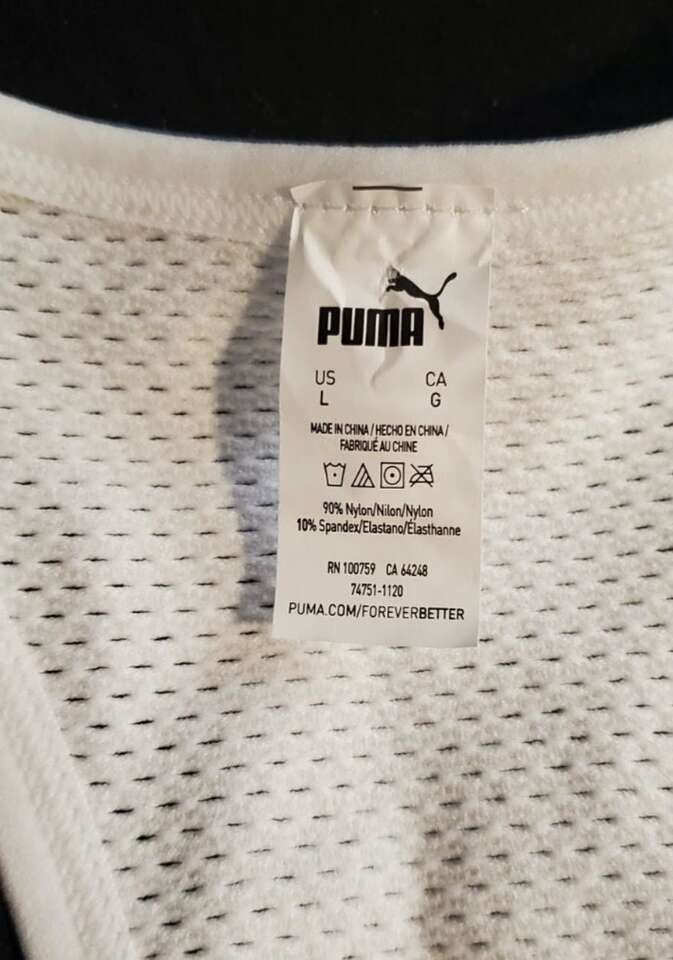 PUMA
US CA
L G
MADE IN CHINA / HECHO EN CHINA /
FABRIQUÉ AU CHINE
90% Nylon/Nilon/Nylon
10% Spandex/Elastano/Élasthanne
RN 100759 CA 64248
74751-1120
PUMA.COM/FOREVERBETTER